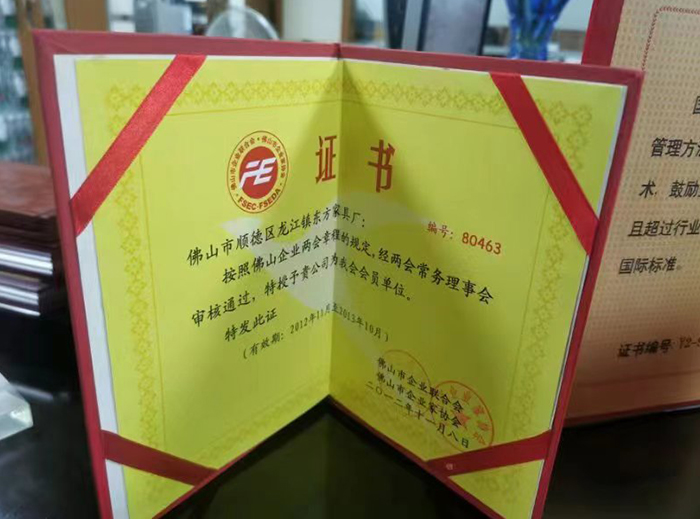 佛山市企业联合会·佛山市企业家协会
FE
FSEC-FSEDA
证书
编号：80463
佛山市顺德区龙江镇东方家具厂：
按照佛山企业两会章程的规定，经两会常务理事会
审核通过，特授予贵公司为我会会员单位。
特发此证
（有效期：2012年11月至2013年10月）
佛山市企业联合会
佛山市企业家协会
二〇一二年十一月八日
管理方
术，鼓励
且超过行业
国际标准。
证书编号